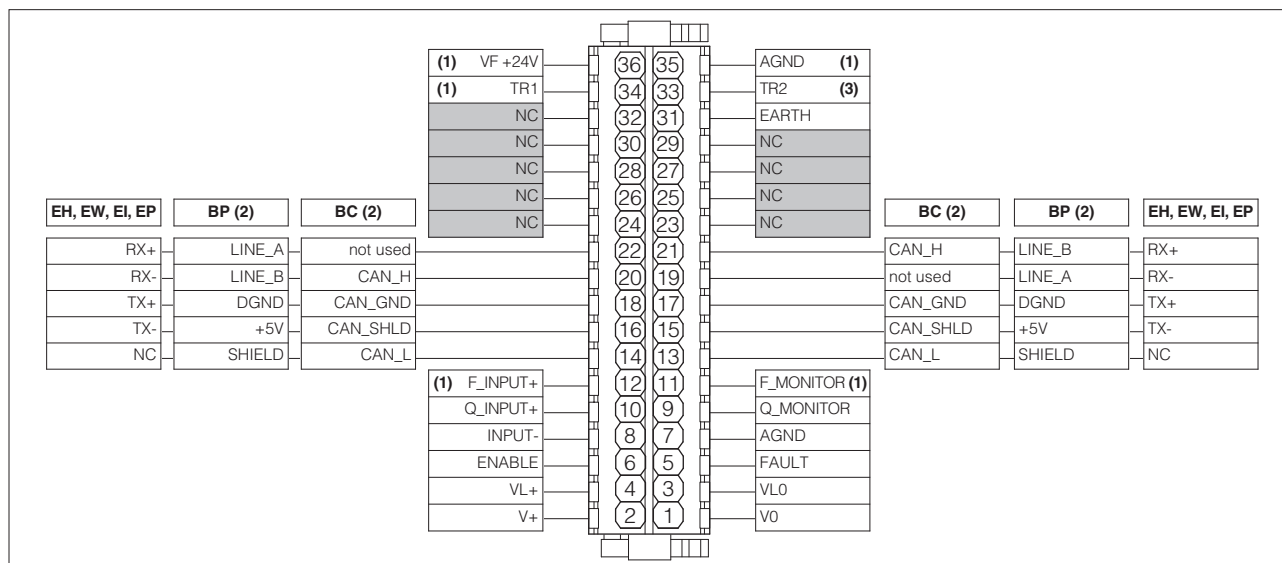 (1) VF +24V 36 35 AGND (1)
(1) TR1 34 33 TR2 (3)
NC 32 31 EARTH
NC 30 29 NC
NC 28 27 NC
NC 26 25 NC
NC 24 23 NC
EH, EW, EI, EP BP (2) BC (2) BC (2) BP (2) EH, EW, EI, EP
RX+ LINE_A not used 22 21 CAN_H LINE_B RX+
RX- LINE_B CAN_H 20 19 not used LINE_A RX-
TX+ DGND CAN_GND 18 17 CAN_GND DGND TX+
TX- +5V CAN_SHLD 16 15 CAN_SHLD +5V TX-
NC SHIELD CAN_L 14 13 CAN_L SHIELD NC
(1) F_INPUT+ 12 11 F_MONITOR (1)
Q_INPUT+ 10 9 Q_MONITOR
INPUT- 8 7 AGND
ENABLE 6 5 FAULT
VL+ 4 3 VL0
V+ 2 1 V0